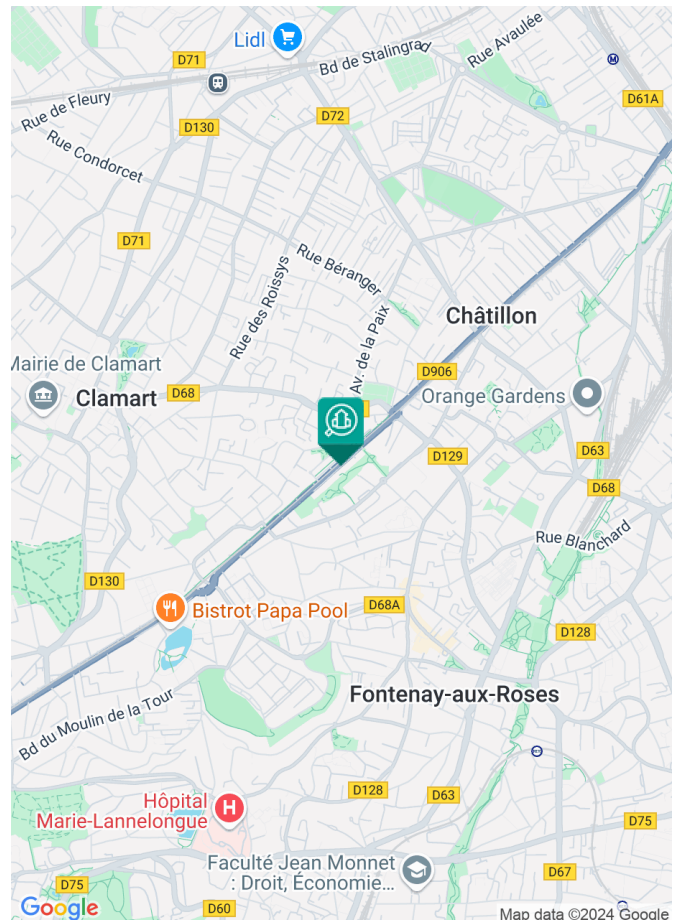 Lidl
D71
Bd de Stalingrad
Rue Avaulée
M
D61A
Rue de Fleury
D130
D72
Rue Condorcet
D71
Rue Béranger
Rue des Roissys
Av. de la Paix
Châtillon
D906
Mairie de Clamart
Clamart
D68
Orange Gardens
D129
D63
D68
Rue Blanchard
D130
Bistrot Papa Pool
D68A
D128
Fontenay-aux-Roses
Bd du Moulin de la Tour
D128
D63
Hôpital
Marie-Lannelongue
H
D75
Faculté Jean Monnet
: Droit, Économie...
D67
D75
D60
Google
Map data ©2024 Google